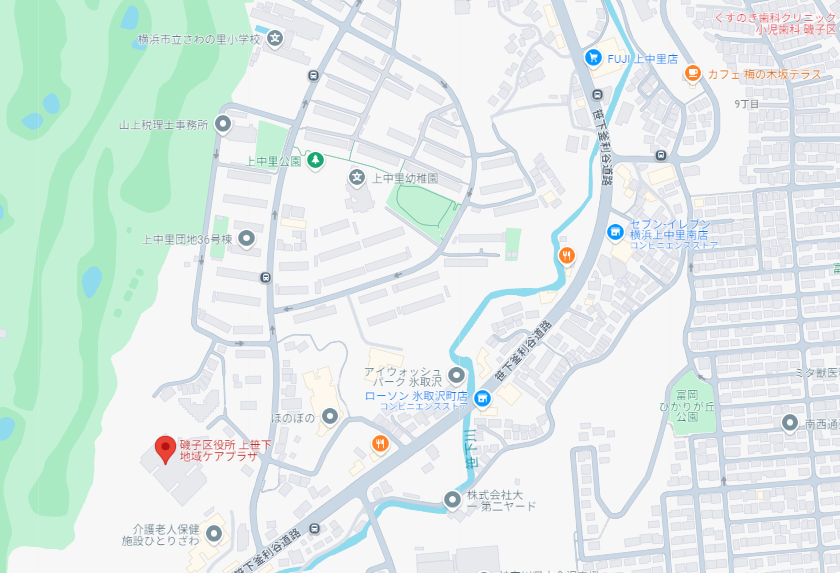 くすのき歯科クリニック
小児歯科 磯子区
横浜市立さわの里小学校
FUJI 上中里店
カフェ 梅の木坂テラス
9丁目
山上税理士事務所
笹下釜利谷道路
上中里公園
上中里幼稚園
セブン-イレブン
横浜上中里南店
コンビニエンスストア
上中里団地36号棟
笹下釜利谷道路
アイウォッシュ
パーク 氷取沢
ミタ獣医
ローソン 氷取沢町店
コンビニエンスストア
富岡
ひかりが丘
公園
ほのぼの
南西通
磯子区役所 上笹下
地域ケアプラザ
株式会社大
一 第二ヤード
介護老人保健
施設ひとりざわ
笹下釜利谷道路